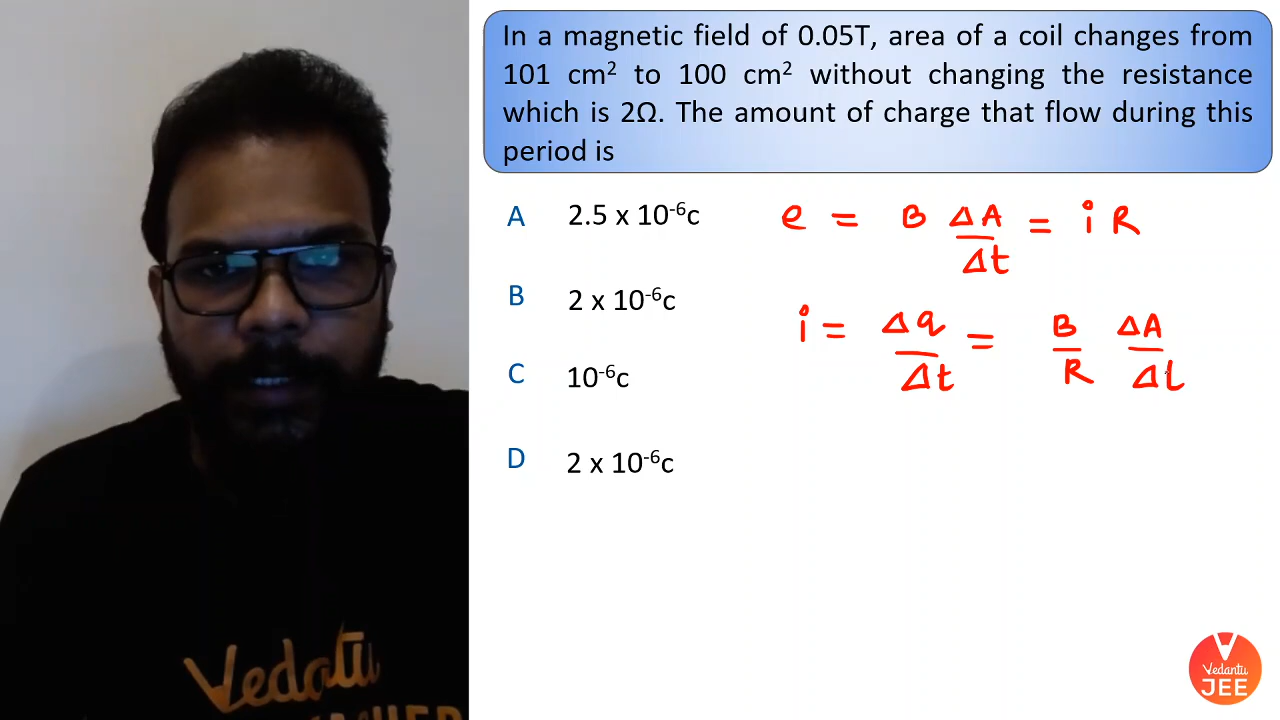 In a magnetic field of 0.05T, area of a coil changes from
101 cm² to 100 cm² without changing the resistance
which is 2Ω. The amount of charge that flow during this
period is
A 2.5 x 10⁻⁶c
B 2 x 10⁻⁶c
C 10⁻⁶c
D 2 x 10⁻⁶c
e = B ΔA/Δt = i R
i = Δq/Δt = B/R ΔA/Δt
Vedantu
Vedantu
JEE